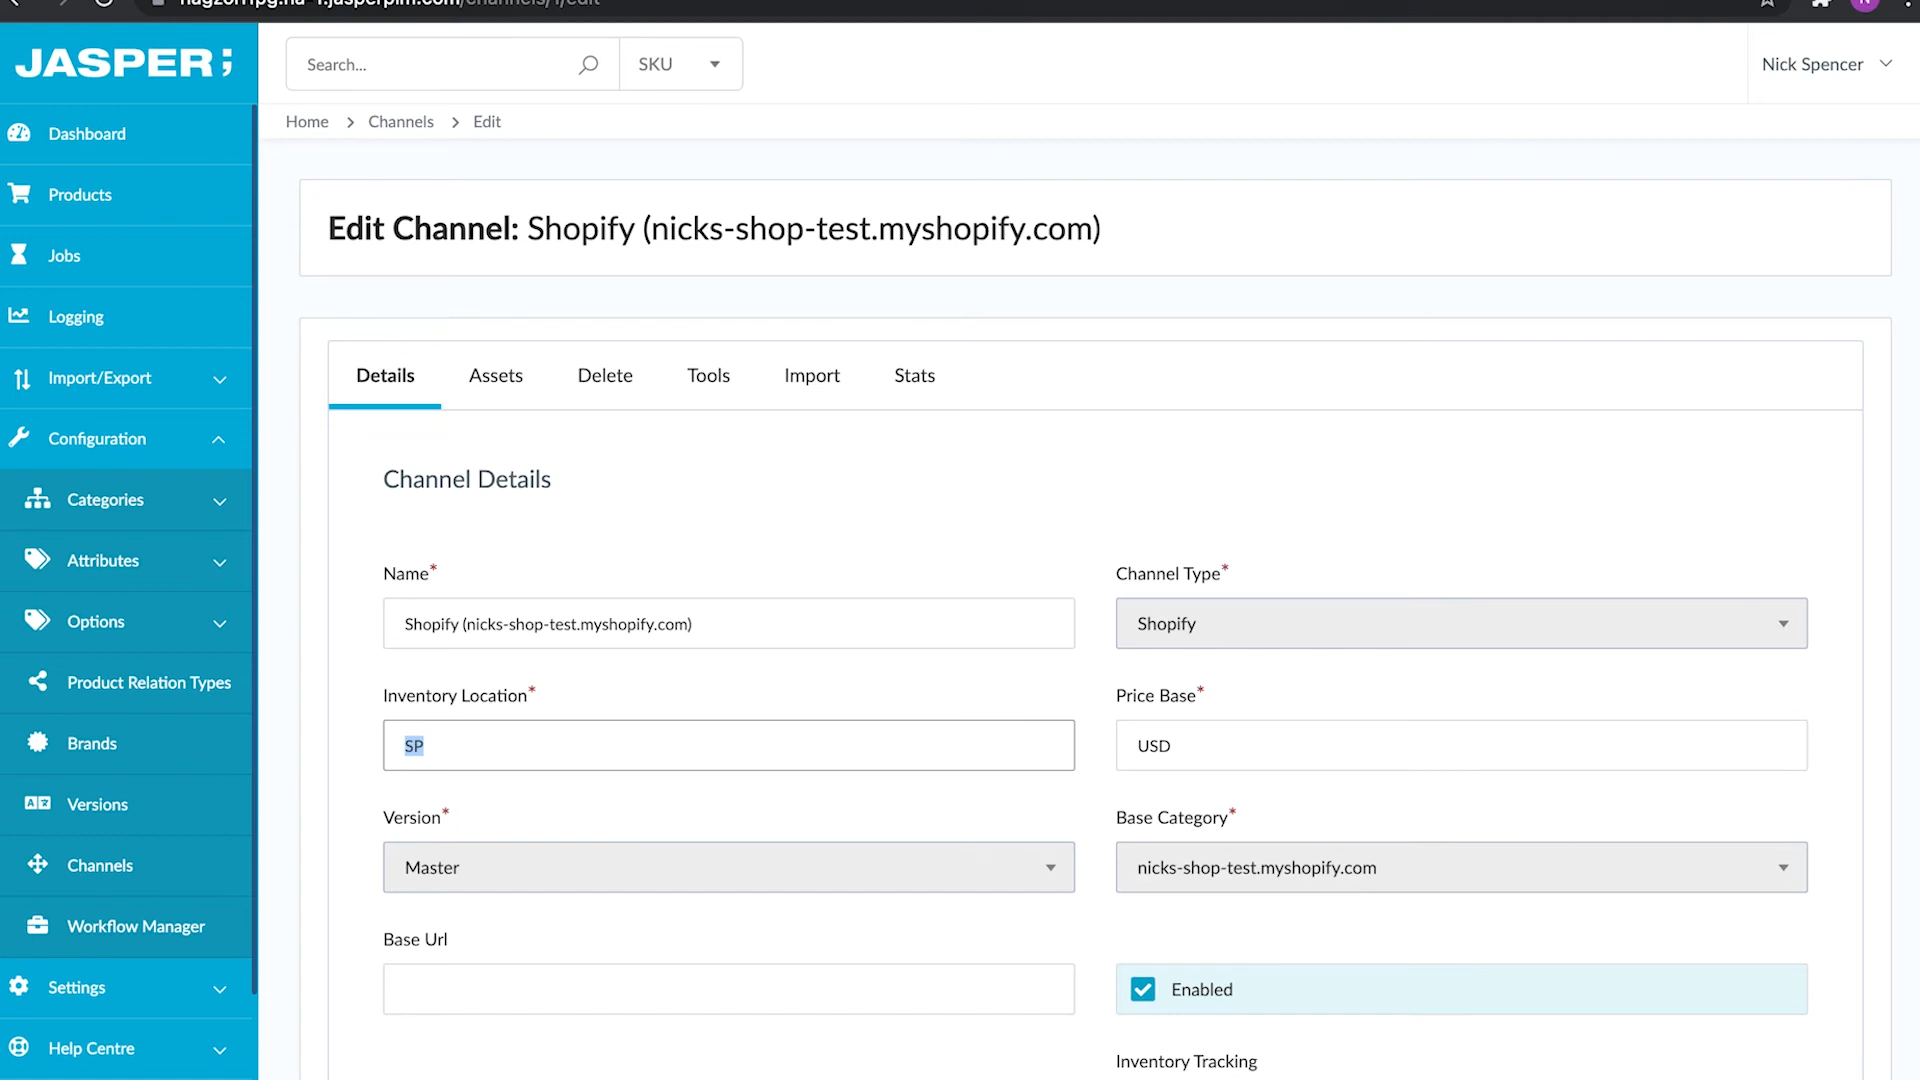 JASPER;
Search...
SKU
Nick Spencer
Home > Channels > Edit
Dashboard
Products
Jobs
Logging
Import/Export
Configuration
Categories
Attributes
Options
Product Relation Types
Brands
Versions
Channels
Workflow Manager
Settings
Help Centre
Edit Channel: Shopify (nicks-shop-test.myshopify.com)
Details Assets Delete Tools Import Stats
Channel Details
Name*
Shopify (nicks-shop-test.myshopify.com)
Channel Type*
Shopify
Inventory Location*
SP
Price Base*
USD
Version*
Master
Base Category*
nicks-shop-test.myshopify.com
Base Url
Enabled
Inventory Tracking